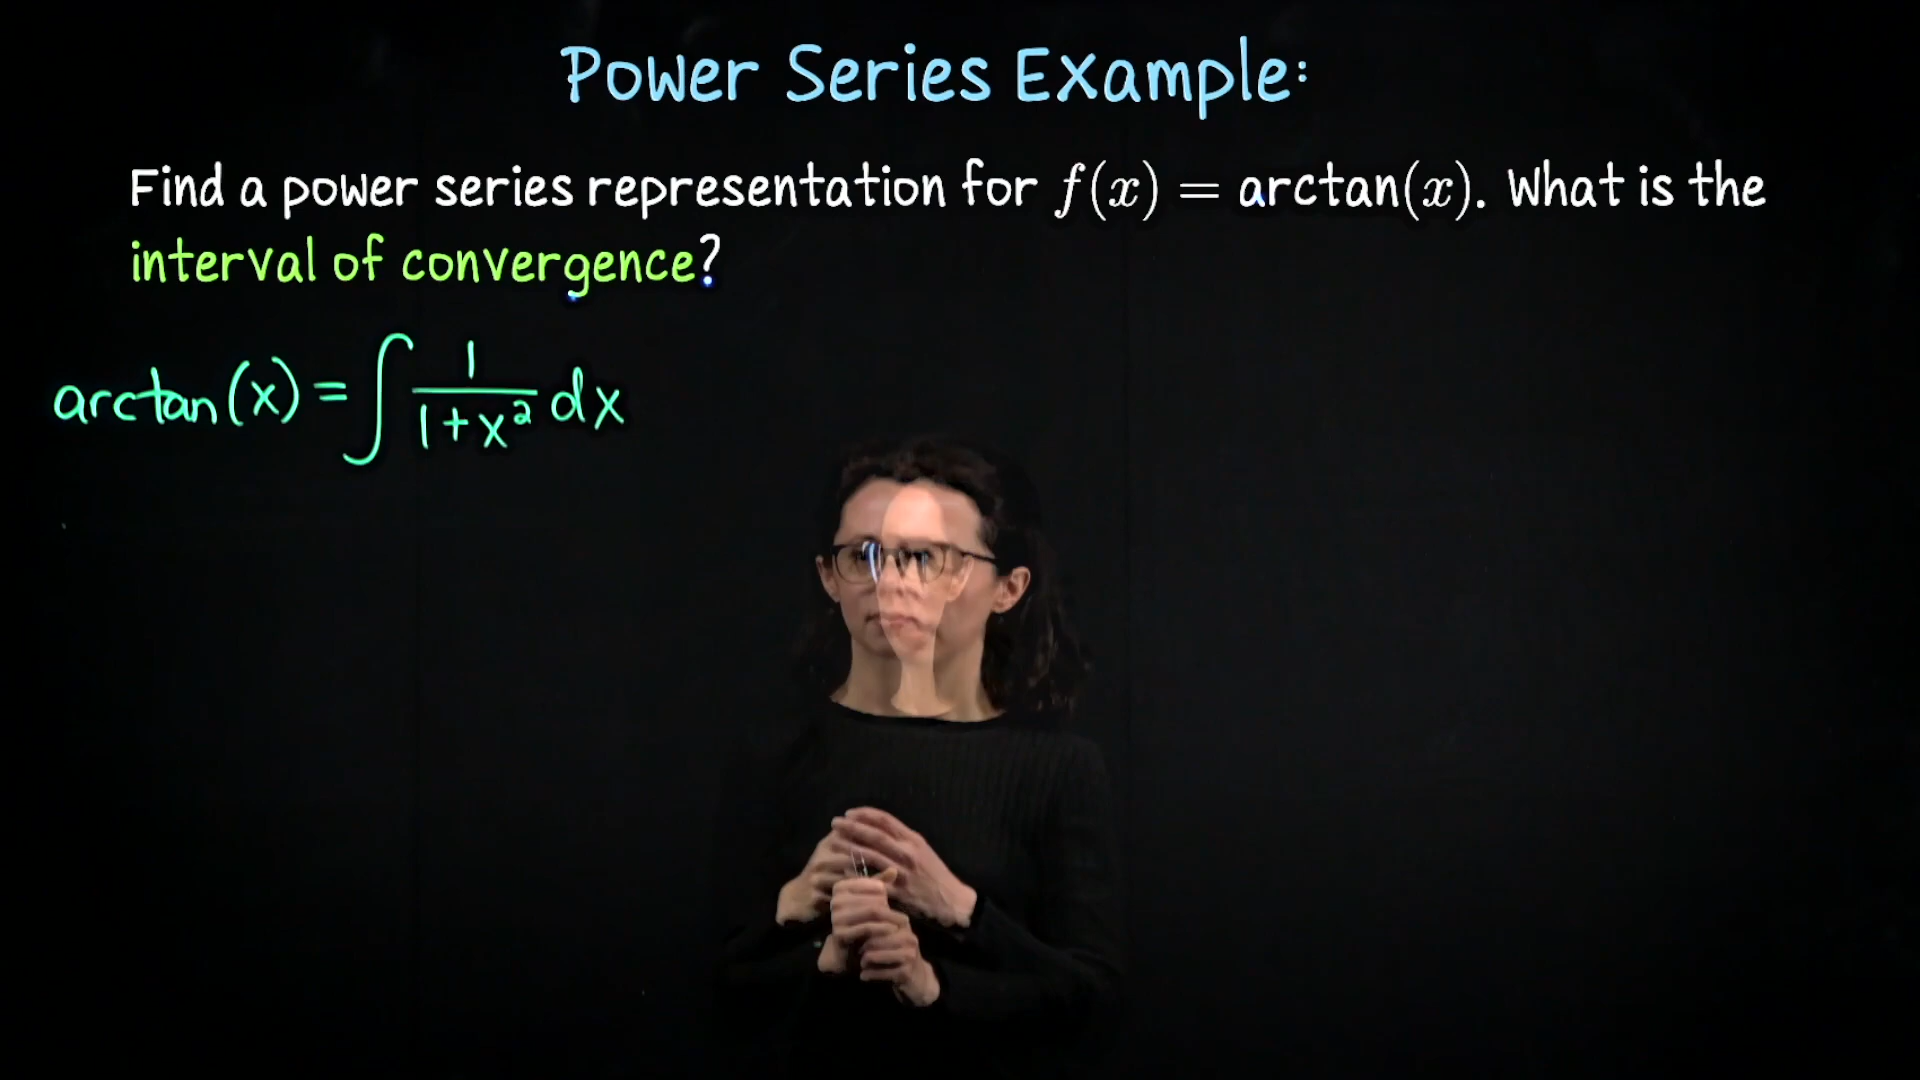 Power Series Example:
Find a power series representation for f(x) = arctan(x). What is the
interval of convergence?
arctan(x) = ∫ 1/(1+x²) dx